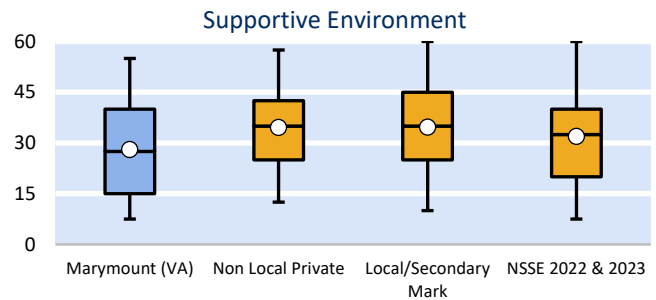 Supportive Environment
60
45
30
15
0
Marymount (VA)
Non Local Private
Local/Secondary
Mark
NSSE 2022 & 2023